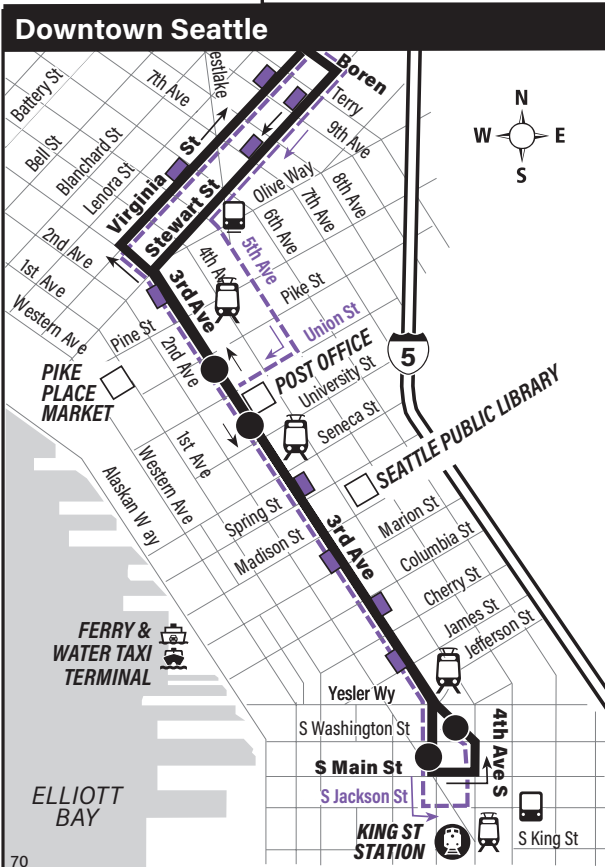 Downtown Seattle
Boren
estlake
Battery St
7th Ave
Terry
9th Ave
Bell St
Blanchard St
Lenora St
Virginia St
Stewart St
Olive Way
8th Ave
7th Ave
6th Ave
5th Ave
4th Av
2nd Ave
1st Ave
Western Ave
3rd Ave
Pike St
Union St
Pine St
2nd Ave
N
W
E
S
5
PIKE
PLACE
MARKET
POST OFFICE
University St
Seneca St
SEATTLE PUBLIC LIBRARY
1st Ave
Western Ave
Alaskan W ay
Spring St
Madison St
3rd Ave
Marion St
Columbia St
Cherry St
James St
Jefferson St
FERRY &
WATER TAXI
TERMINAL
Yesler Wy
S Washington St
4th Ave S
S Main St
S Jackson St
ELLIOTT
BAY
KING ST
STATION
S King St
70